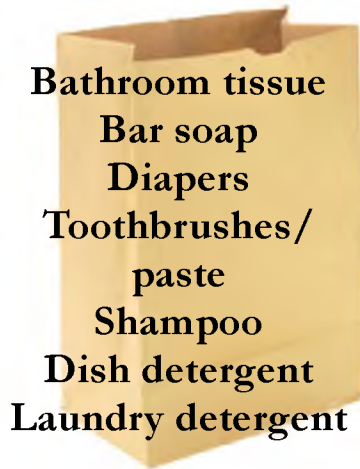 Bathroom tissue
Bar soap
Diapers
Toothbrushes/
paste
Shampoo
Dish detergent
Laundry detergent